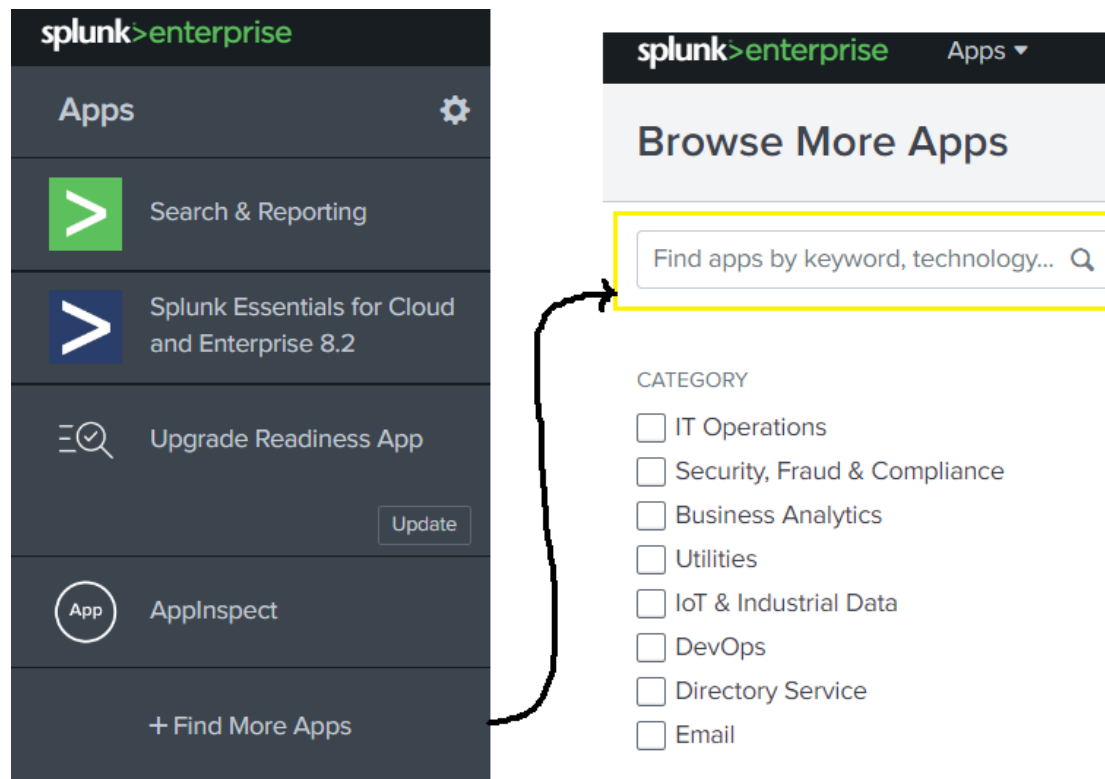 splunk>enterprise
Apps
Search & Reporting
Splunk Essentials for Cloud
and Enterprise 8.2
Upgrade Readiness App
Update
App
AppInspect
+ Find More Apps
splunk>enterprise Apps
Browse More Apps
Find apps by keyword, technology...
CATEGORY
IT Operations
Security, Fraud & Compliance
Business Analytics
Utilities
IoT & Industrial Data
DevOps
Directory Service
Email